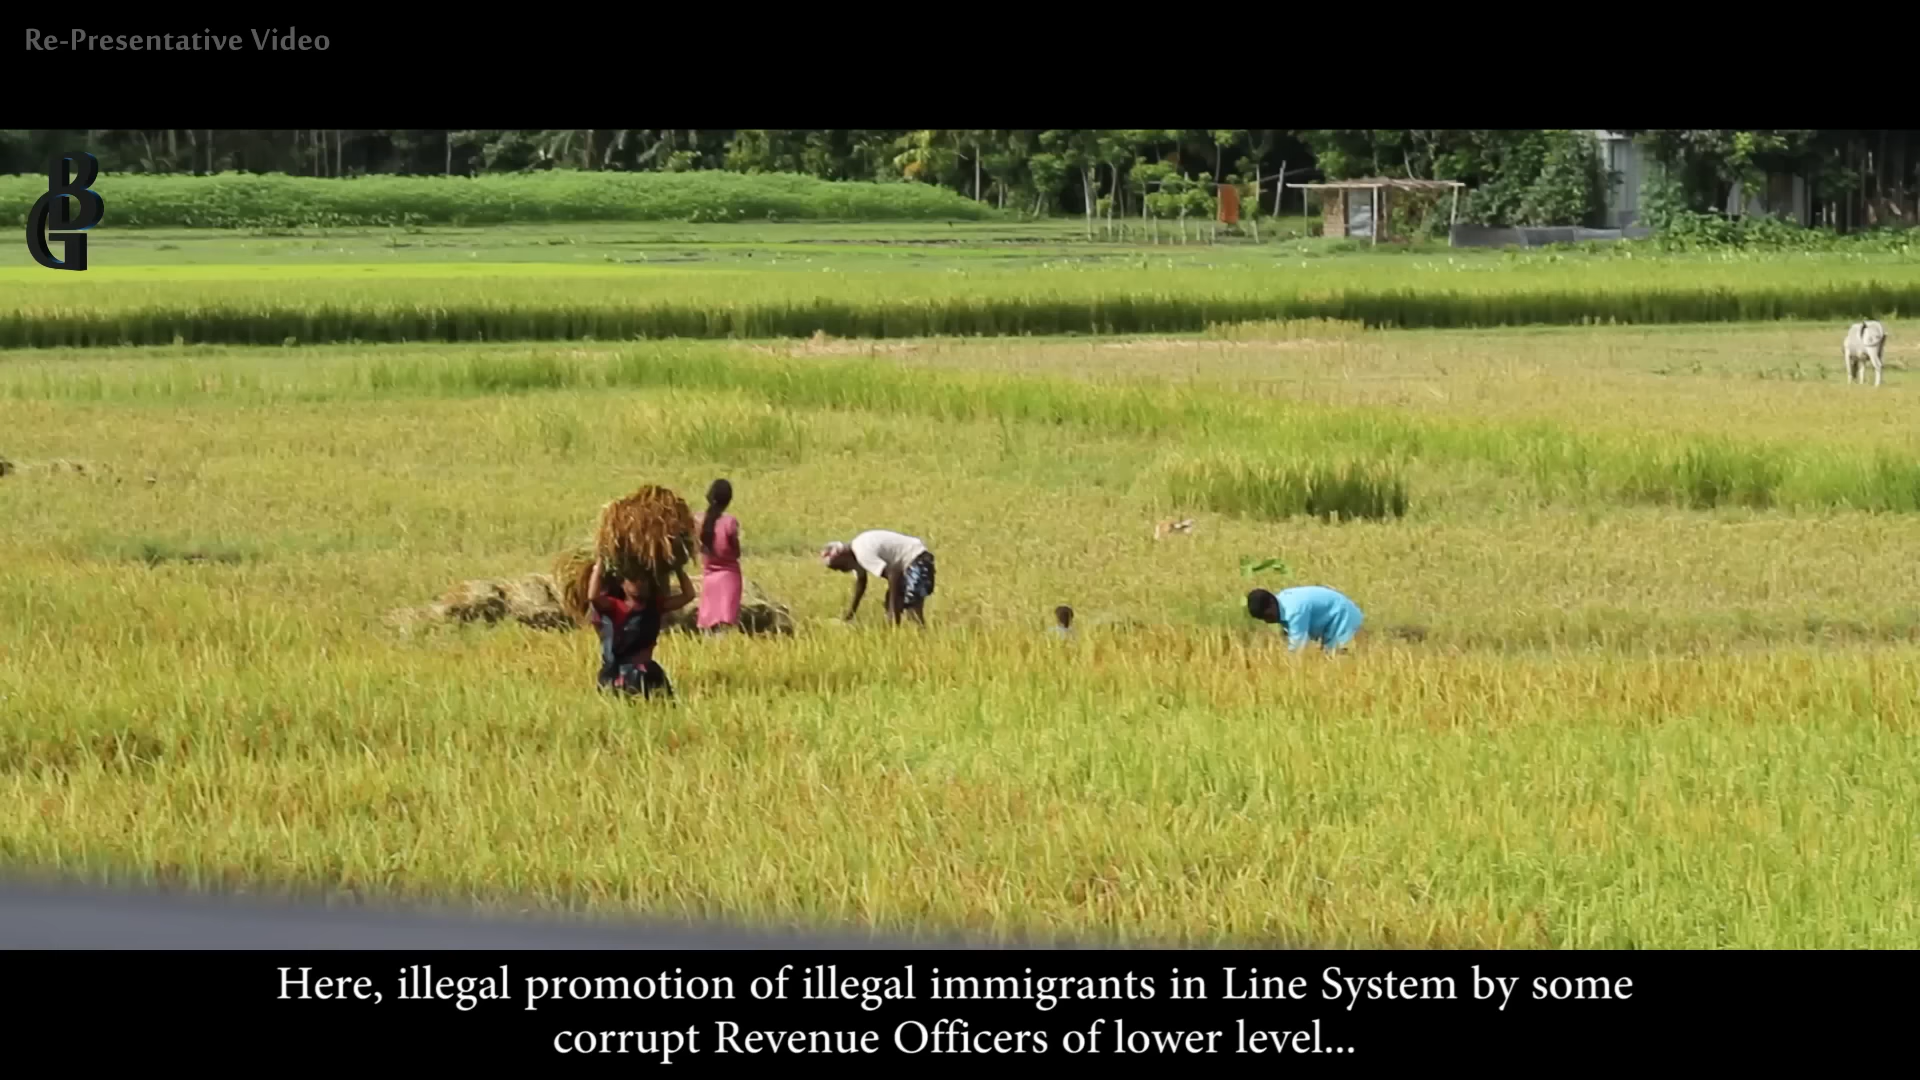 Re-Presentative Video
BG
Here, illegal promotion of illegal immigrants in Line System by some
corrupt Revenue Officers of lower level...